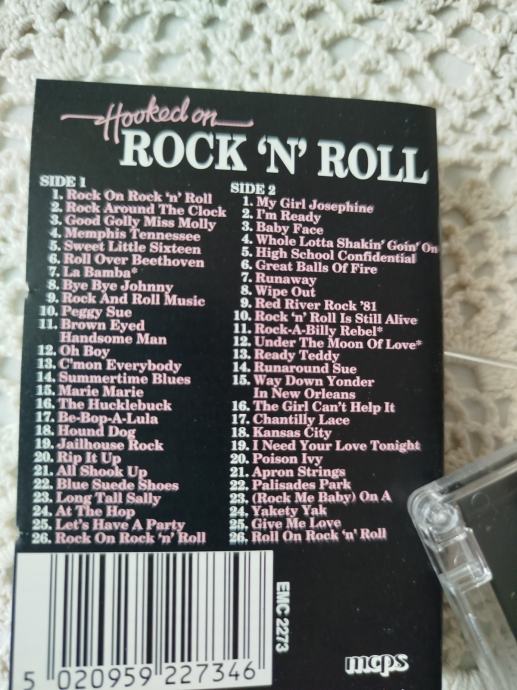 Hooked on
ROCK 'N' ROLL
SIDE 1
1. Rock On Rock 'n' Roll
2. Rock Around The Clock
3. Good Golly Miss Molly
4. Memphis Tennessee
5. Sweet Little Sixteen
6. Roll Over Beethoven
7. La Bamba*
8. Bye Bye Johnny
9. Rock And Roll Music
10. Peggy Sue
11. Brown Eyed
Handsome Man
12. Oh Boy
13. C'mon Everybody
14. Summertime Blues
15. Marie Marie
16. The Hucklebuck
17. Be-Bop-A-Lula
18. Hound Dog
19. Jailhouse Rock
20. Rip It Up
21. All Shook Up
22. Blue Suede Shoes
23. Long Tall Sally
24. At The Hop
25. Let's Have A Party
26. Rock On Rock 'n' Roll
SIDE 2
1. My Girl Josephine
2. I'm Ready
3. Baby Face
4. Whole Lotta Shakin' Goin' On
5. High School Confidential
6. Great Balls Of Fire
7. Runaway
8. Wipe Out
9. Red River Rock '81
10. Rock 'n' Roll Is Still Alive
11. Rock-A-Billy Rebel*
12. Under The Moon Of Love*
13. Ready Teddy
14. Runaround Sue
15. Way Down Yonder
In New Orleans
16. The Girl Can't Help It
17. Chantilly Lace
18. Kansas City
19. I Need Your Love Tonight
20. Poison Ivy
21. Apron Strings
22. Palisades Park
23. (Rock Me Baby) On A
24. Yakety Yak
25. Give Me Love
26. Roll On Rock 'n' Roll
5 020959 227346
EMC 2273
mcps